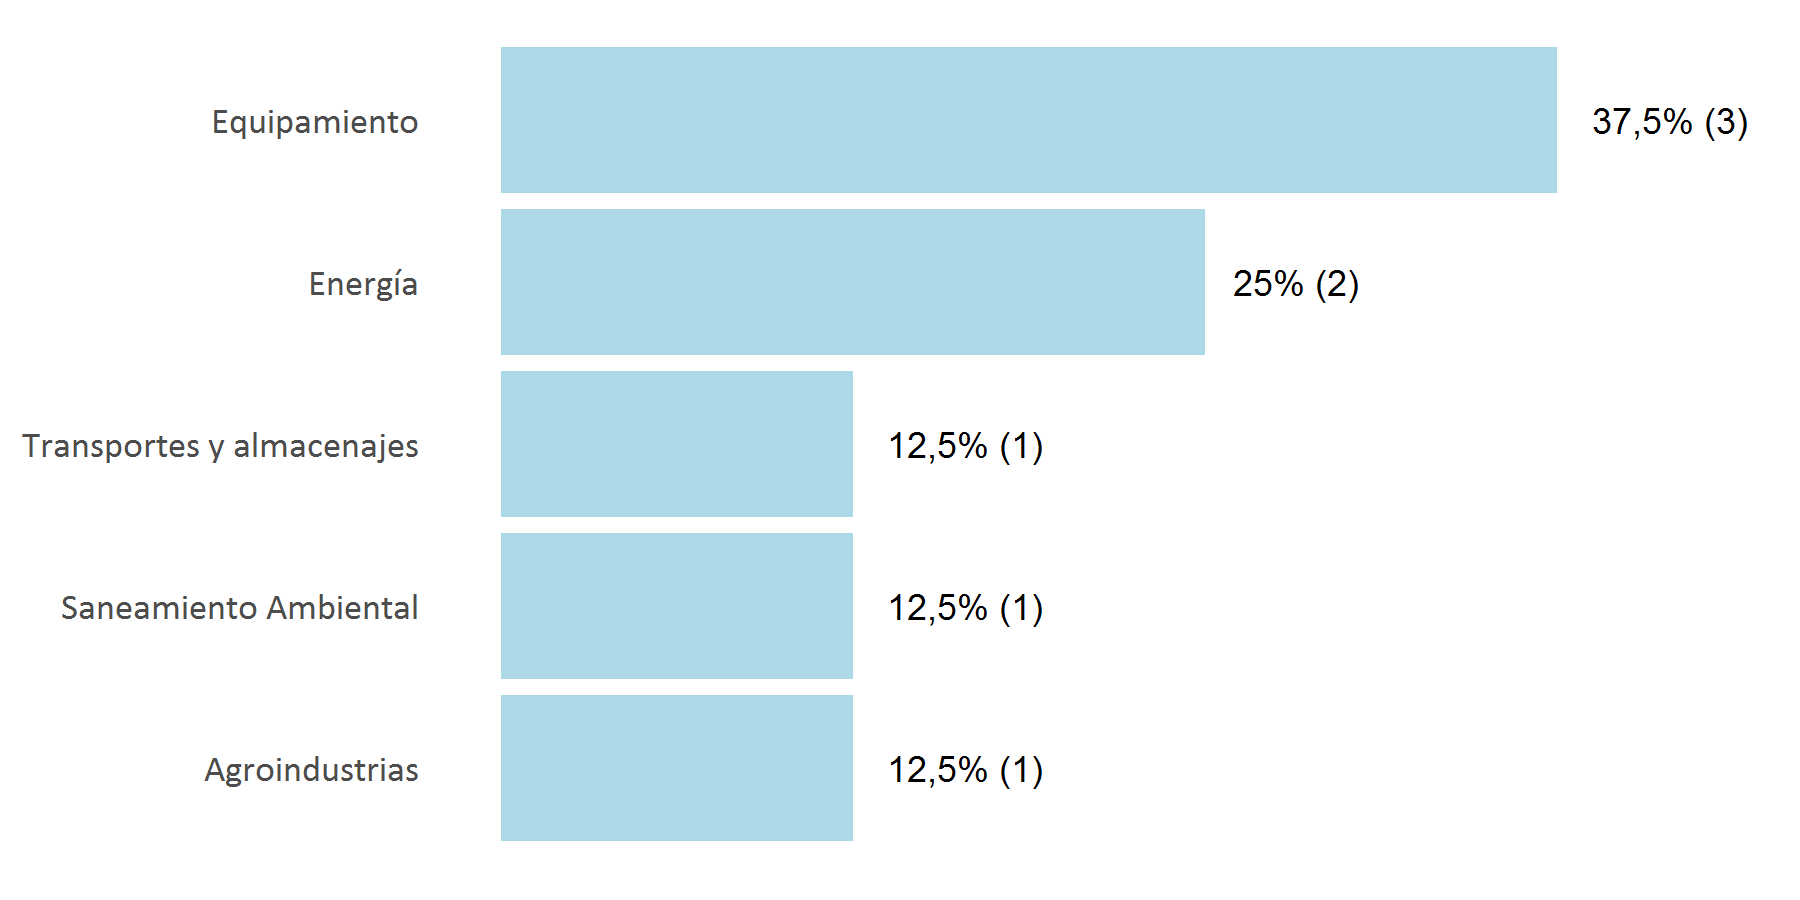 Equipamiento 37,5% (3)
Energía 25% (2)
Transportes y almacenajes 12,5% (1)
Saneamiento Ambiental 12,5% (1)
Agroindustrias 12,5% (1)